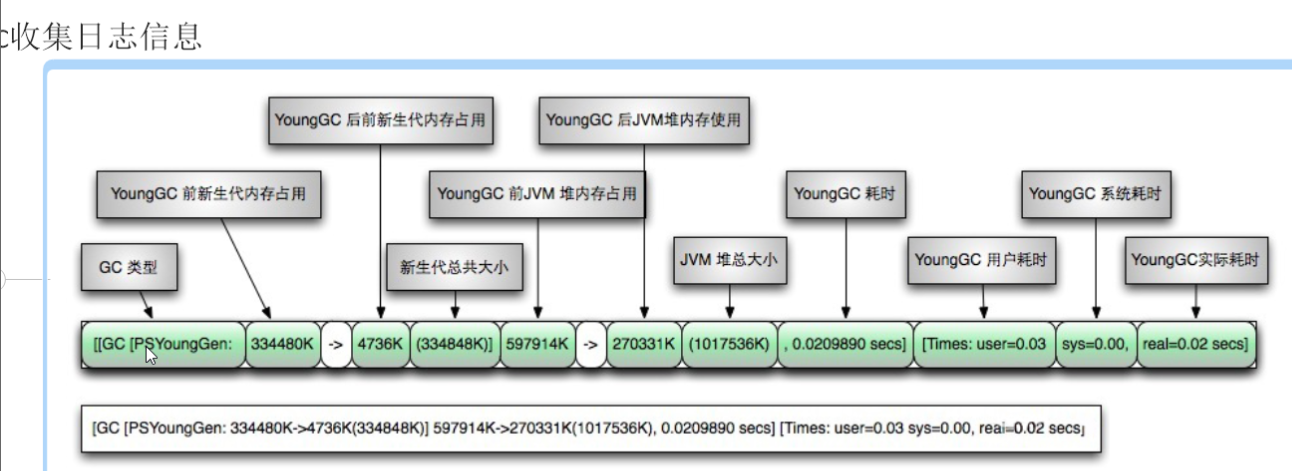 c收集日志信息
YoungGC 后前新生代内存占用
YoungGC 后JVM堆内存使用
YoungGC 前新生代内存占用
YoungGC 前JVM 堆内存占用
YoungGC 耗时
YoungGC 系统耗时
GC 类型
新生代总共大小
JVM 堆总大小
YoungGC 用户耗时
YoungGC实际耗时
[[GC [PSYoungGen: 334480K -> 4736K (334848K)] 597914K -> 270331K (1017536K) , 0.0209890 secs] [Times: user=0.03 sys=0.00, real=0.02 secs]
[GC [PSYoungGen: 334480K->4736K(334848K)] 597914K->270331K(1017536K), 0.0209890 secs] [Times: user=0.03 sys=0.00, real=0.02 secs]